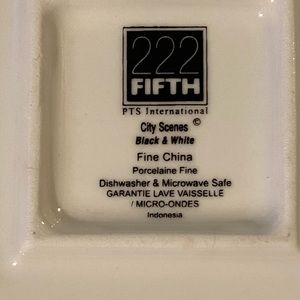 222
FIFTH
PTS International
City Scenes ©
Black & White
Fine China
Porcelaine Fine
Dishwasher & Microwave Safe
GARANTIE LAVE VAISSELLE
/ MICRO-ONDES
Indonesia